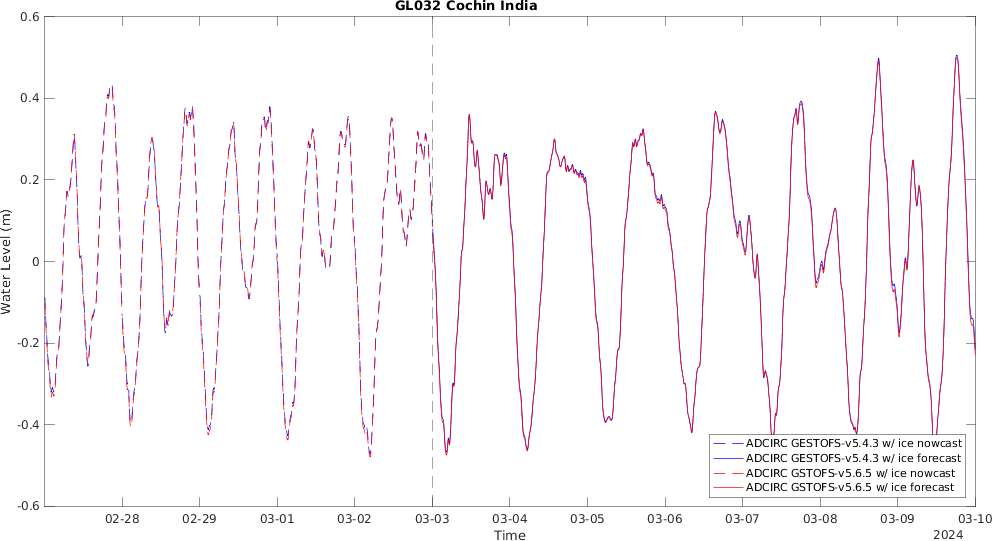 GL032 Cochin India
Water Level (m)
0.6
0.4
0.2
0
-0.2
-0.4
-0.6
02-28
02-29
03-01
03-02
03-03
03-04
03-05
03-06
03-07
03-08
03-09
03-10
Time
2024
ADCIRC GESTOFS-v5.4.3 w/ ice nowcast
ADCIRC GESTOFS-v5.4.3 w/ ice forecast
ADCIRC GSTOFS-v5.6.5 w/ ice nowcast
ADCIRC GSTOFS-v5.6.5 w/ ice forecast